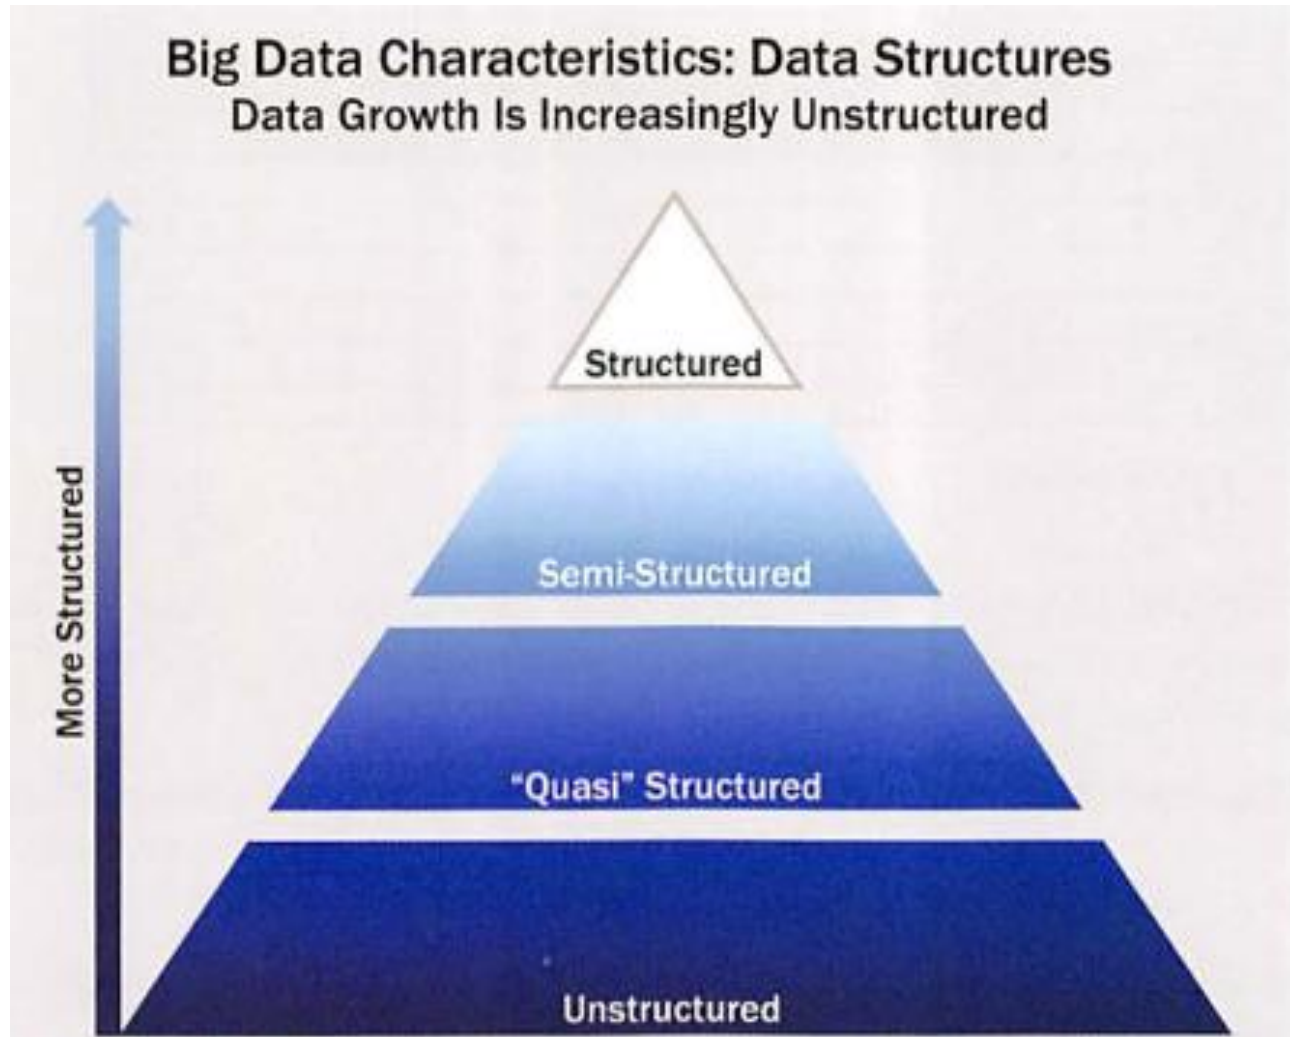 Big Data Characteristics: Data Structures
Data Growth Is Increasingly Unstructured
More Structured
Structured
Semi-Structured
“Quasi” Structured
Unstructured